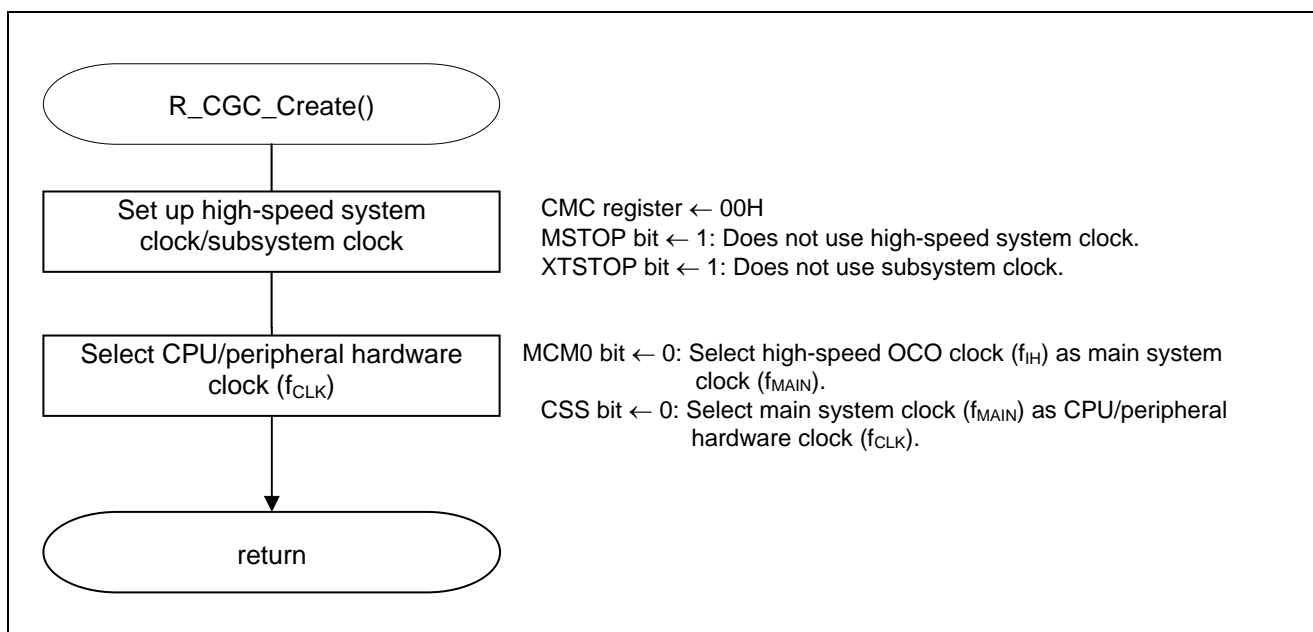 R_CGC_Create()
Set up high-speed system
clock/subsystem clock
CMC register ← 00H
MSTOP bit ← 1: Does not use high-speed system clock.
XTSTOP bit ← 1: Does not use subsystem clock.
Select CPU/peripheral hardware
clock (fCLK)
MCM0 bit ← 0: Select high-speed OCO clock (fIH) as main system
clock (fMAIN).
CSS bit ← 0: Select main system clock (fMAIN) as CPU/peripheral
hardware clock (fCLK).
return